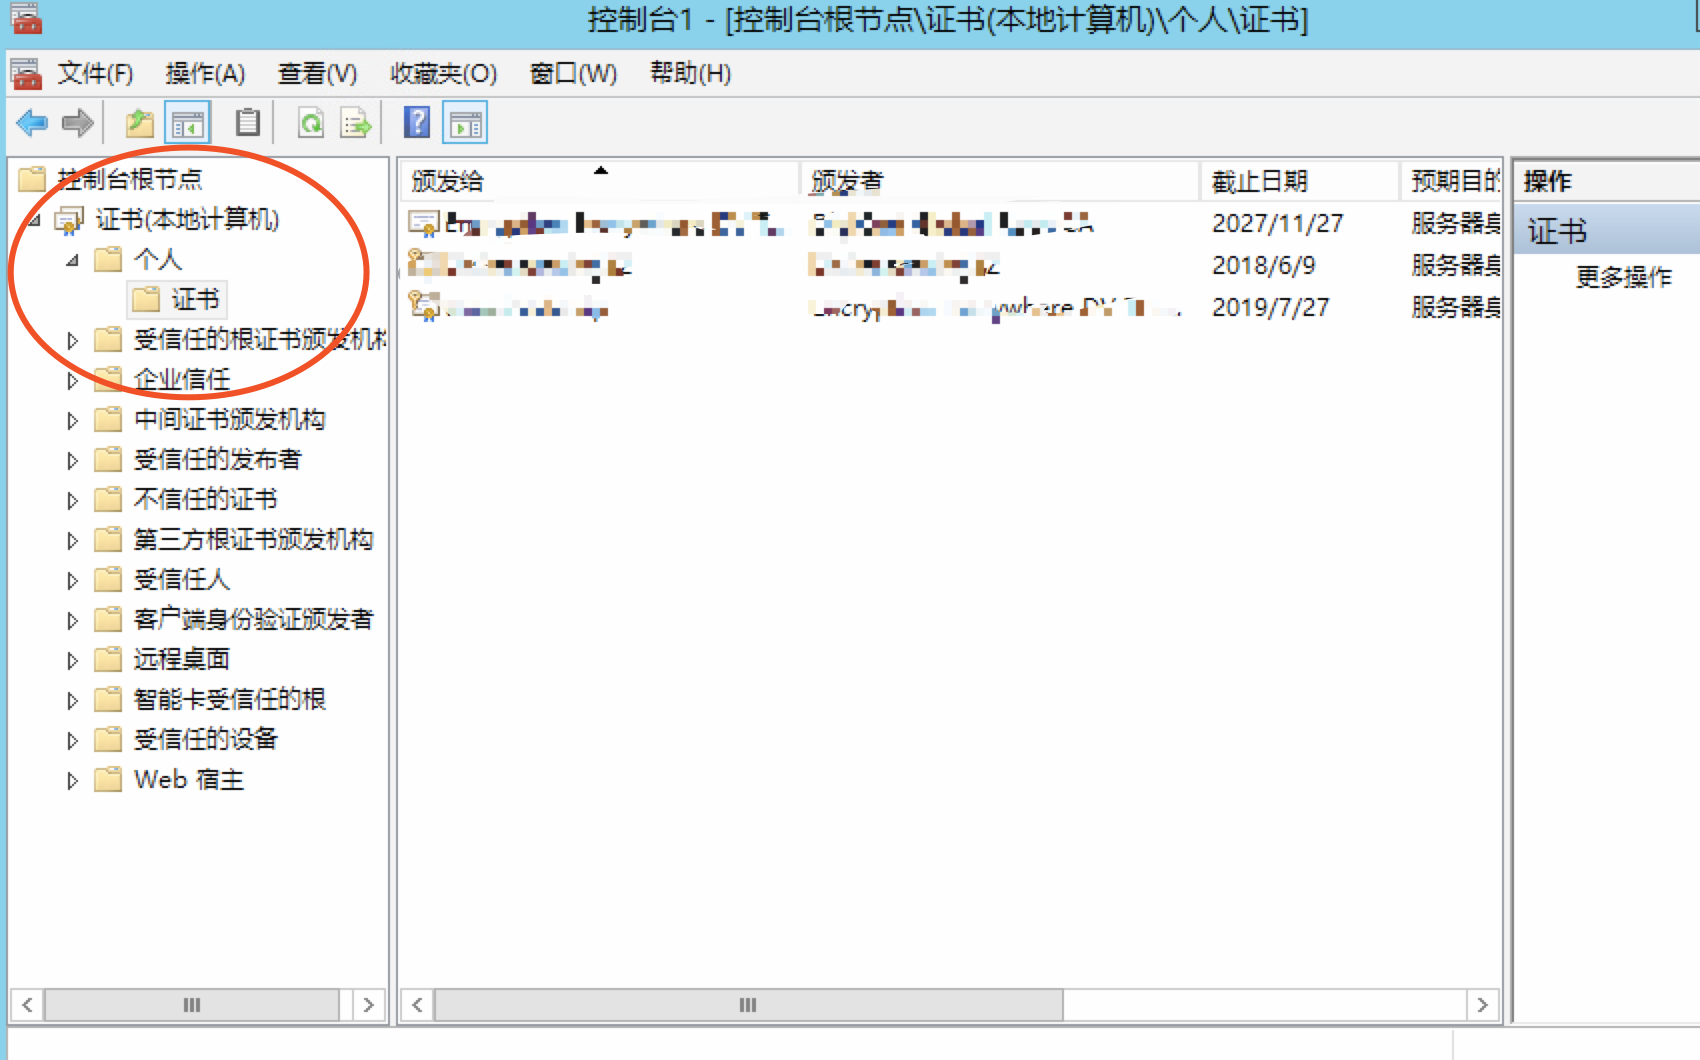 控制台1 - [控制台根节点\证书(本地计算机)\个人\证书]
文件(F) 操作(A) 查看(V) 收藏夹(O) 窗口(W) 帮助(H)
控制台根节点
证书(本地计算机)
个人
证书
受信任的根证书颁发机构
企业信任
中间证书颁发机构
受信任的发布者
不信任的证书
第三方根证书颁发机构
受信任人
客户端身份验证颁发者
远程桌面
智能卡受信任的根
受信任的设备
Web 宿主
颁发给 颁发者 截止日期 预期目的
2027/11/27 服务器身
2018/6/9 服务器身
2019/7/27 服务器身
操作
证书
更多操作